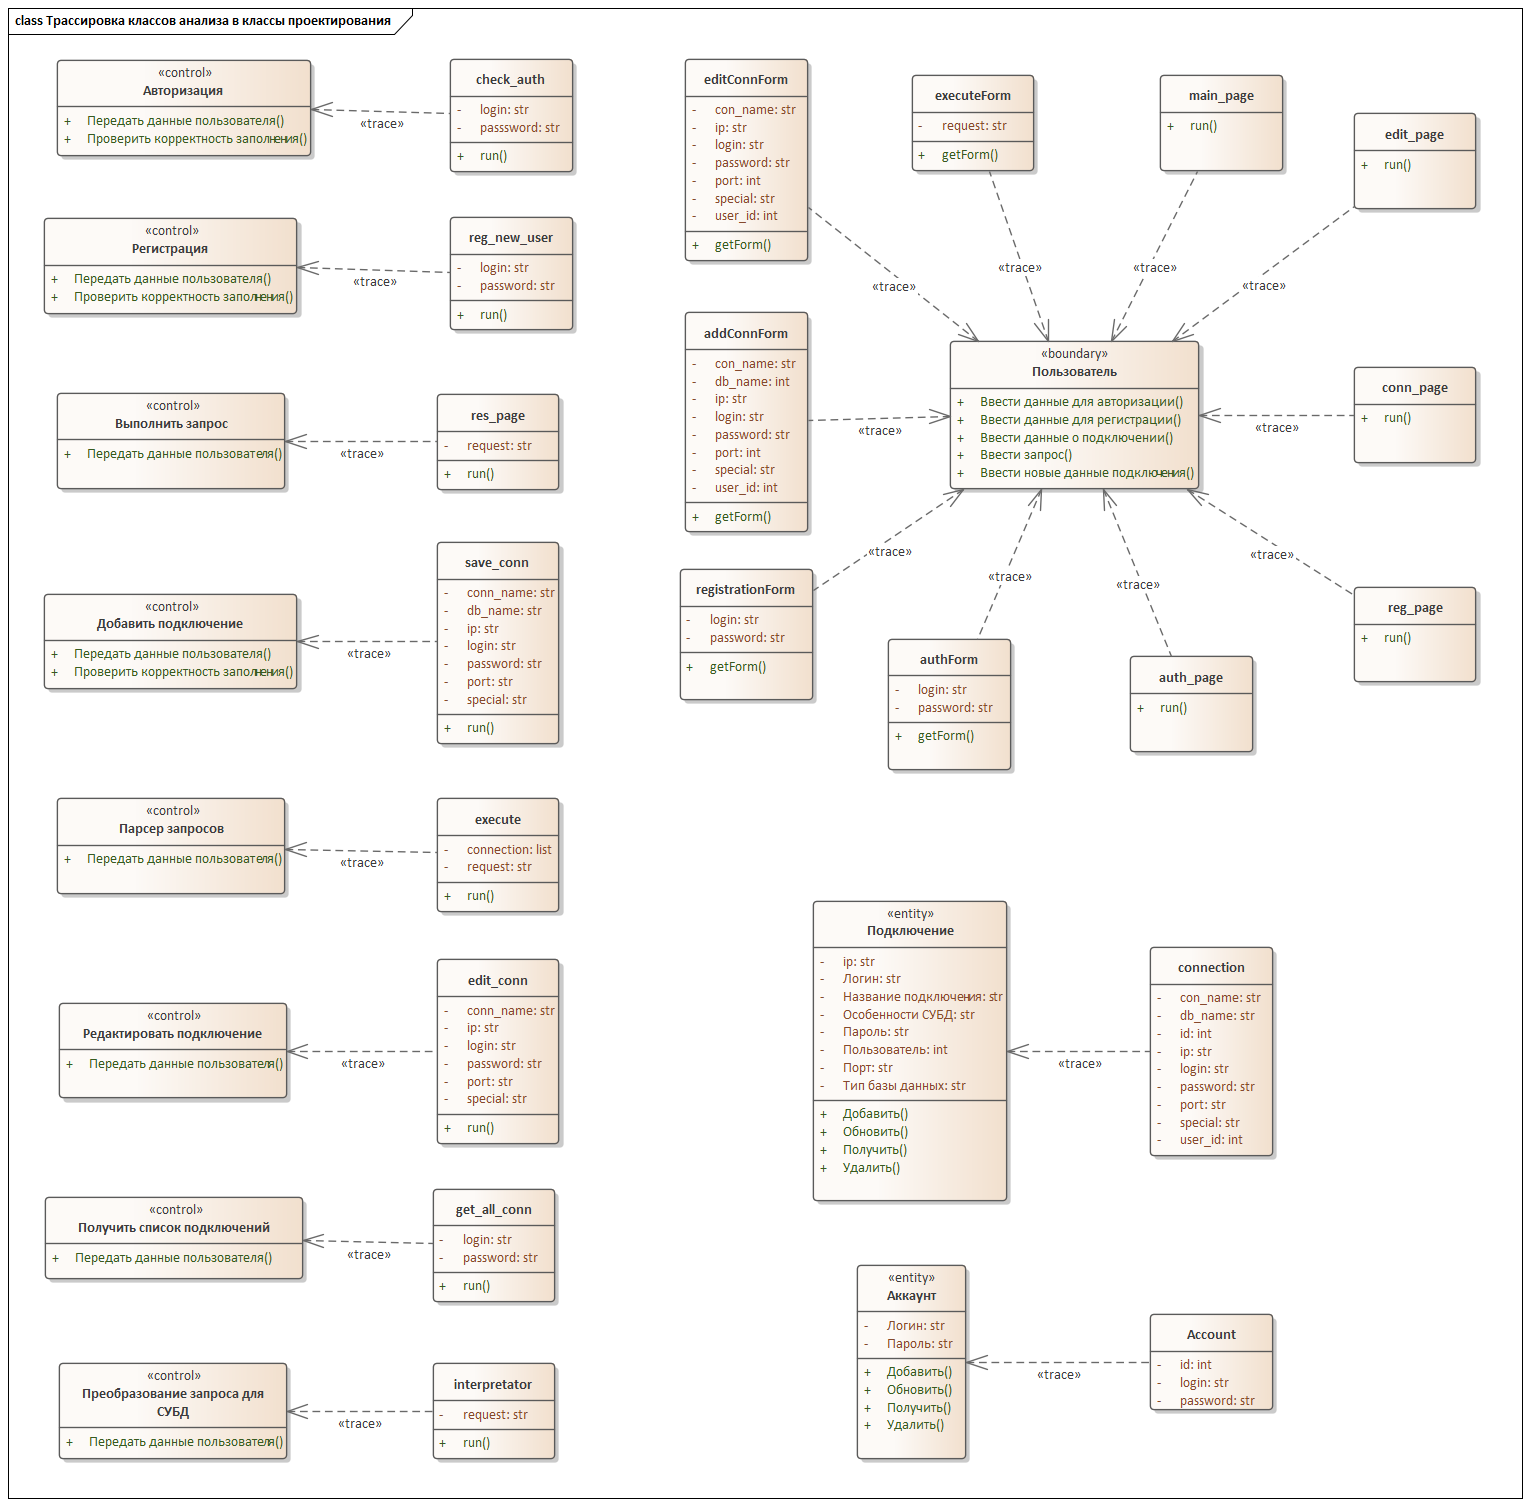 class Трассировка классов анализа в классы проектирования
«control»
Авторизация
+ Передать данные пользователя()
+ Проверить корректность заполнения()
«trace»
check_auth
- login: str
- passsword: str
+ run()
«control»
Регистрация
+ Передать данные пользователя()
+ Проверить корректность заполнения()
«trace»
reg_new_user
- login: str
- password: str
+ run()
«control»
Выполнить запрос
+ Передать данные пользователя()
«trace»
res_page
- request: str
+ run()
«control»
Добавить подключение
+ Передать данные пользователя()
+ Проверить корректность заполнения()
«trace»
save_conn
- conn_name: str
- db_name: str
- ip: str
- login: str
- password: str
- port: str
- special: str
+ run()
«control»
Парсер запросов
+ Передать данные пользователя()
«trace»
execute
- connection: list
- request: str
+ run()
«control»
Редактировать подключение
+ Передать данные пользователя()
«trace»
edit_conn
- conn_name: str
- ip: str
- login: str
- password: str
- port: str
- special: str
+ run()
«control»
Получить список подключений
+ Передать данные пользователя()
«trace»
get_all_conn
- login: str
- password: str
+ run()
«control»
Преобразование запроса для
СУБД
+ Передать данные пользователя()
«trace»
interpretator
- request: str
+ run()
editConnForm
- con_name: str
- ip: str
- login: str
- password: str
- port: int
- special: str
- user_id: int
+ getForm()
«trace»
executeForm
- request: str
+ getForm()
«trace»
main_page
+ run()
«trace»
edit_page
+ run()
«trace»
addConnForm
- con_name: str
- db_name: int
- ip: str
- login: str
- password: str
- port: int
- special: str
- user_id: int
+ getForm()
«trace»
«boundary»
Пользователь
+ Ввести данные для авторизации()
+ Ввести данные для регистрации()
+ Ввести данные о подключении()
+ Ввести запрос()
+ Ввести новые данные подключения()
«trace»
conn_page
+ run()
registrationForm
- login: str
- password: str
+ getForm()
«trace»
authForm
- login: str
- password: str
+ getForm()
«trace»
auth_page
+ run()
«trace»
reg_page
+ run()
«trace»
«entity»
Подключение
- ip: str
- Логин: str
- Название подключения: str
- Особенности СУБД: str
- Пароль: str
- Пользователь: int
- Порт: str
- Тип базы данных: str
+ Добавить()
+ Обновить()
+ Получить()
+ Удалить()
«trace»
connection
- con_name: str
- db_name: str
- id: int
- ip: str
- login: str
- password: str
- port: str
- special: str
- user_id: int
«entity»
Аккаунт
- Логин: str
- Пароль: str
+ Добавить()
+ Обновить()
+ Получить()
+ Удалить()
«trace»
Account
- id: int
- login: str
- password: str